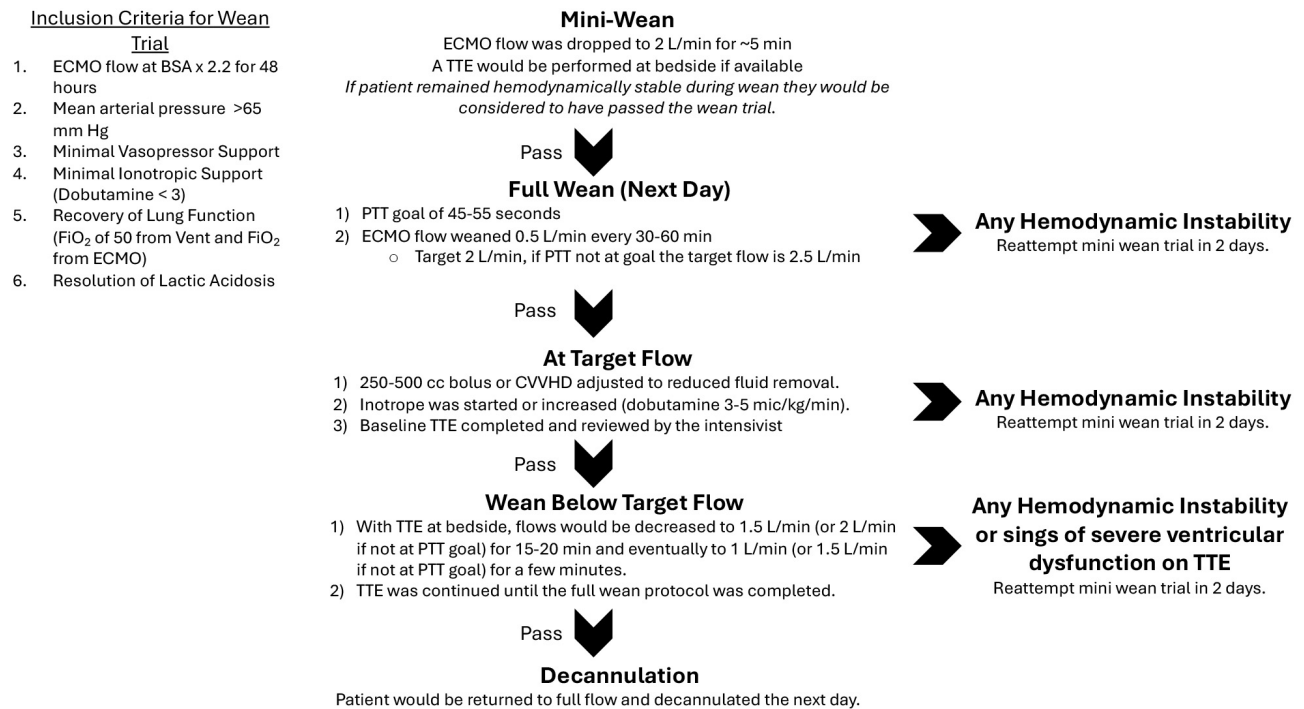 Inclusion Criteria for Wean
Trial
1. ECMO flow at BSA x 2.2 for 48
hours
2. Mean arterial pressure >65
mm Hg
3. Minimal Vasopressor Support
4. Minimal Ionotropic Support
(Dobutamine < 3)
5. Recovery of Lung Function
(FiO₂ of 50 from Vent and FiO₂
from ECMO)
6. Resolution of Lactic Acidosis
Mini-Wean
ECMO flow was dropped to 2 L/min for ~5 min
A TTE would be performed at bedside if available
If patient remained hemodynamically stable during wean they would be
considered to have passed the wean trial.
Pass
Full Wean (Next Day)
1) PTT goal of 45-55 seconds
2) ECMO flow weaned 0.5 L/min every 30-60 min
o Target 2 L/min, if PTT not at goal the target flow is 2.5 L/min
Any Hemodynamic Instability
Reattempt mini wean trial in 2 days.
Pass
At Target Flow
1) 250-500 cc bolus or CVVHD adjusted to reduced fluid removal.
2) Inotrope was started or increased (dobutamine 3-5 mic/kg/min).
3) Baseline TTE completed and reviewed by the intensivist
Any Hemodynamic Instability
Reattempt mini wean trial in 2 days.
Pass
Wean Below Target Flow
1) With TTE at bedside, flows would be decreased to 1.5 L/min (or 2 L/min
if not at PTT goal) for 15-20 min and eventually to 1 L/min (or 1.5 L/min
if not at PTT goal) for a few minutes.
2) TTE was continued until the full wean protocol was completed.
Any Hemodynamic Instability
or sings of severe ventricular
dysfunction on TTE
Reattempt mini wean trial in 2 days.
Pass
Decannulation
Patient would be returned to full flow and decannulated the next day.